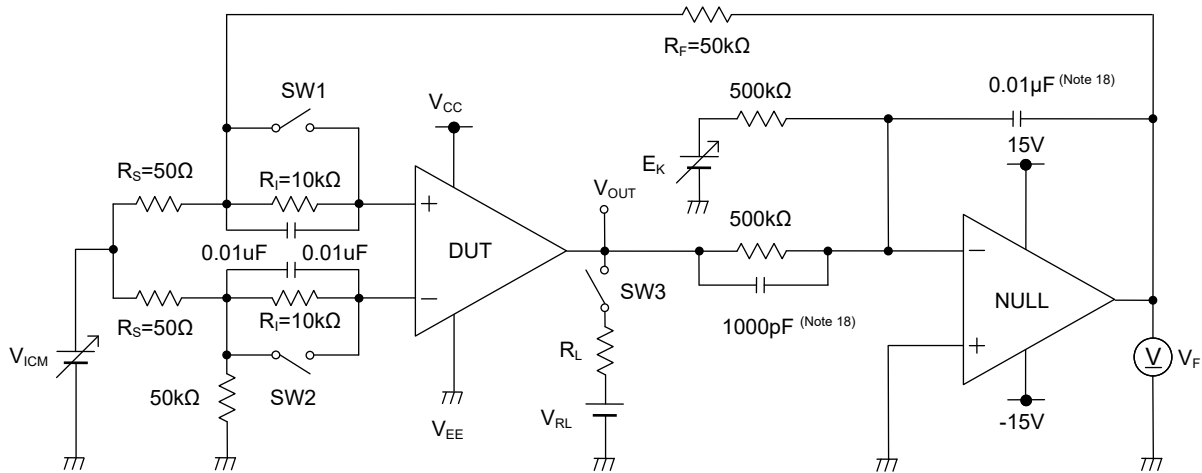 RF=50kΩ
0.01µF (Note 18)
500kΩ
SW1
VCC
15V
EK
RS=50Ω
RI=10kΩ
VOUT
500kΩ
0.01uF
0.01uF
DUT
NULL
SW3
RS=50Ω
RI=10kΩ
1000pF (Note 18)
VICM
RL
V
VF
50kΩ
SW2
VEE
VRL
-15V
+
−
−
+